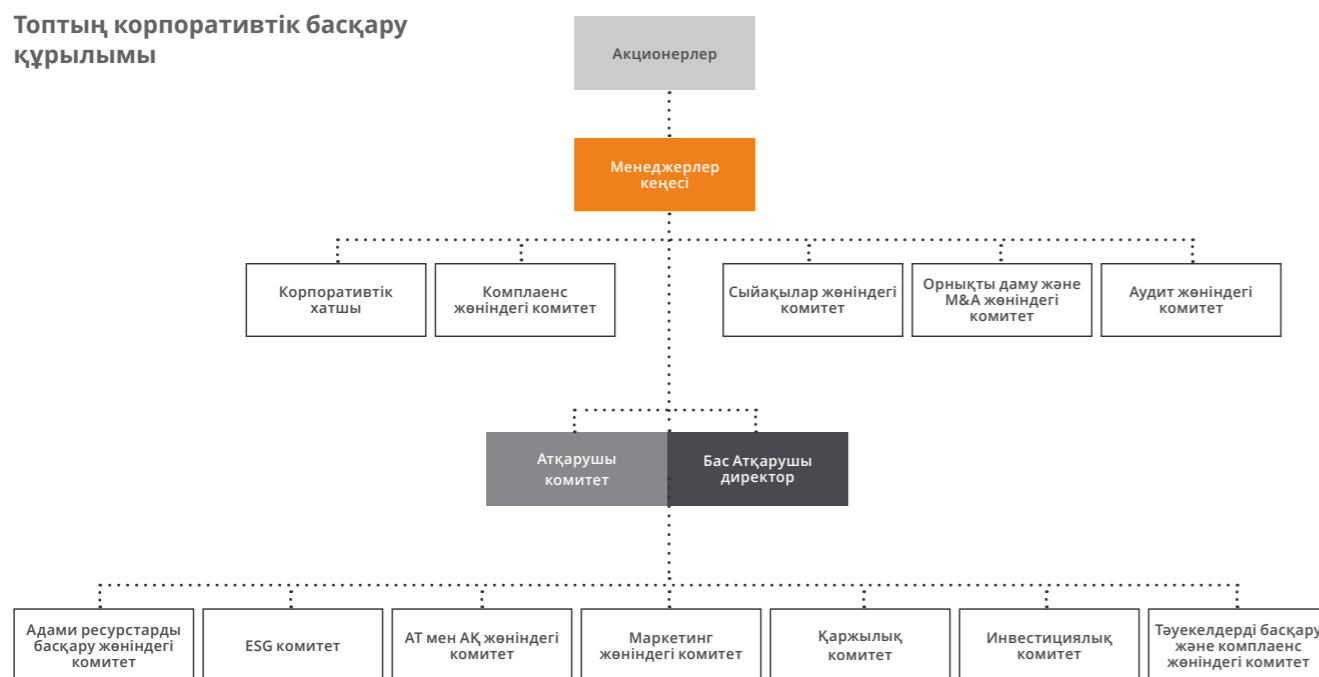 Топтың корпоративтік басқару
құрылымы
Акционерлер
Менеджерлер
кеңесі
Корпоративтік
хатшы
Комплаенс
жөніндегі комитет
Сыйақылар жөніндегі
комитет
Орнықты даму және
M&A жөніндегі
комитет
Аудит жөніндегі
комитет
Атқарушы
комитет
Бас Атқарушы
директор
Адами ресурстарды
басқару жөніндегі
комитет
ESG комитет
АТ мен АҚ жөніндегі
комитет
Маркетинг
жөніндегі комитет
Қаржылық
комитет
Инвестициялық
комитет
Тәуекелдерді басқару
және комплаенс
жөніндегі комитет